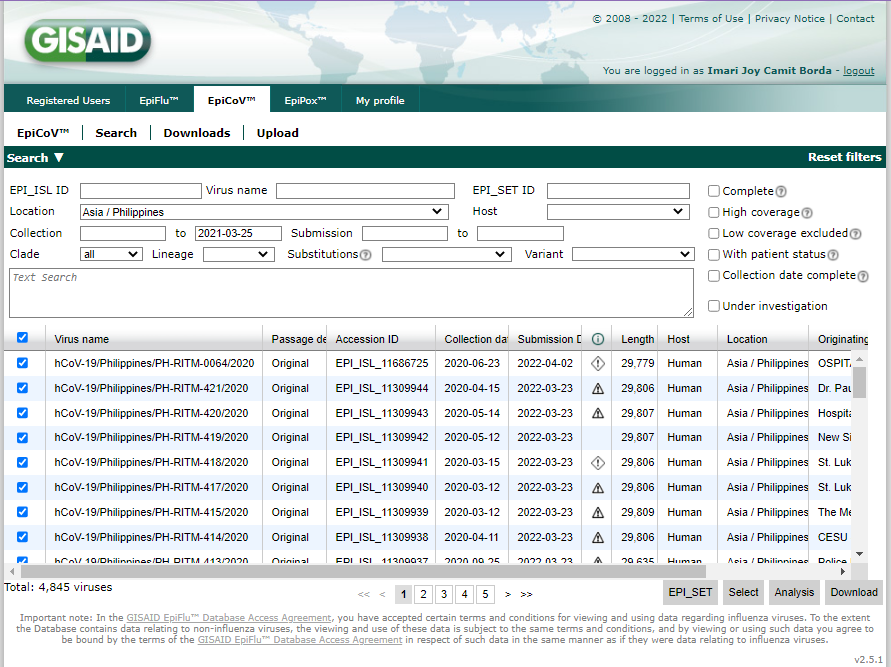 © 2008 - 2022 | Terms of Use | Privacy Notice | Contact
GISAID
You are logged in as Imari Joy Camit Borda - logout
Registered Users EpiFlu™ EpiCoV™ EpiPox™ My profile
EpiCoV™ | Search | Downloads | Upload
Search ▼ Reset filters
EPI_ISL ID Virus name EPI_SET ID Complete ?
Location Asia / Philippines Host High coverage ?
Collection to 2021-03-25 Submission to Low coverage excluded ?
Clade all Lineage Substitutions ? Variant With patient status ?
Text Search Collection date complete ?
Under investigation
Virus name Passage de Accession ID Collection dat Submission D i Length Host Location Originating
hCoV-19/Philippines/PH-RITM-0064/2020 Original EPI_ISL_11686725 2020-06-23 2022-04-02 29,779 Human Asia / Philippines OSPITA
hCoV-19/Philippines/PH-RITM-421/2020 Original EPI_ISL_11309944 2020-04-15 2022-03-23 29,806 Human Asia / Philippines Dr. Pau
hCoV-19/Philippines/PH-RITM-420/2020 Original EPI_ISL_11309943 2020-05-14 2022-03-23 29,807 Human Asia / Philippines Hospita
hCoV-19/Philippines/PH-RITM-419/2020 Original EPI_ISL_11309942 2020-05-12 2022-03-23 29,807 Human Asia / Philippines New Si
hCoV-19/Philippines/PH-RITM-418/2020 Original EPI_ISL_11309941 2020-03-15 2022-03-23 29,806 Human Asia / Philippines St. Luk
hCoV-19/Philippines/PH-RITM-417/2020 Original EPI_ISL_11309940 2020-03-12 2022-03-23 29,806 Human Asia / Philippines St. Luk
hCoV-19/Philippines/PH-RITM-415/2020 Original EPI_ISL_11309939 2020-03-12 2022-03-23 29,809 Human Asia / Philippines The Me
hCoV-19/Philippines/PH-RITM-414/2020 Original EPI_ISL_11309938 2020-04-11 2022-03-23 29,806 Human Asia / Philippines CESU
hCoV-19/Philippines/PH-RITM-413/2020 Original EPI_ISL_11309937 2020-09-25 2022-03-23 29,635 Human Asia / Philippines Police
Total: 4,845 viruses << < 1 2 3 4 5 > >> EPI_SET Select Analysis Download
Important note: In the GISAID EpiFlu™ Database Access Agreement, you have accepted certain terms and conditions for viewing and using data regarding influenza viruses. To the extent
the Database contains data relating to non-influenza viruses, the viewing and use of these data is subject to the same terms and conditions, and by viewing or using such data you agree to
be bound by the terms of the GISAID EpiFlu™ Database Access Agreement in respect of such data in the same manner as if they were data relating to influenza viruses.
v2.5.1